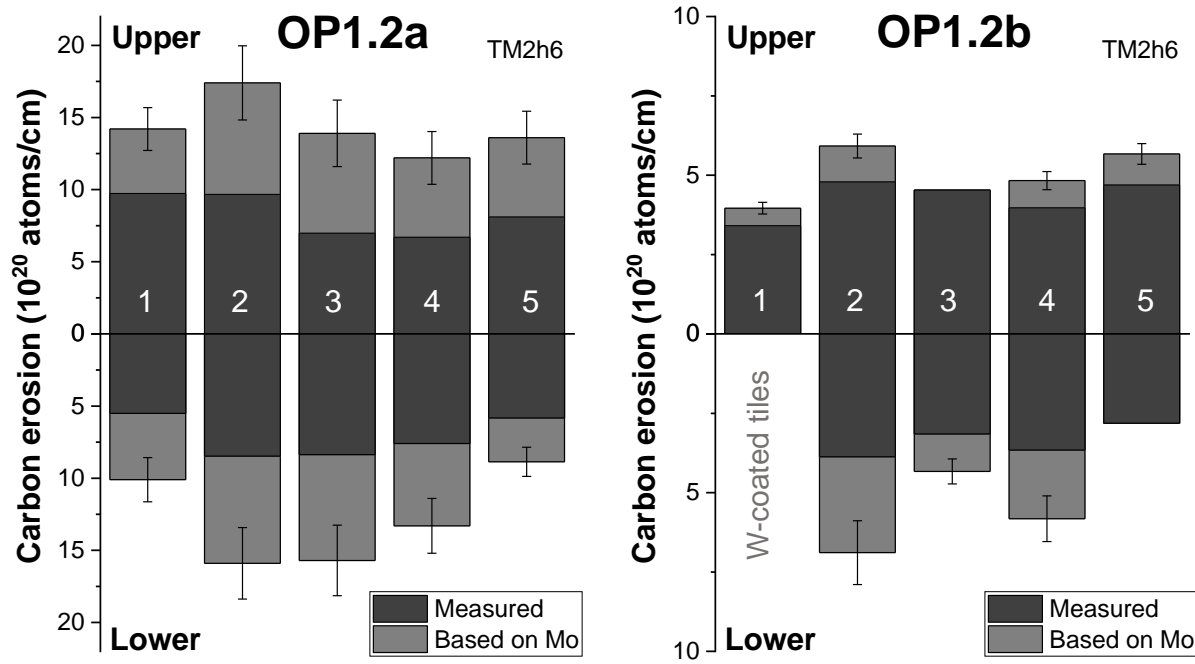 OP1.2a
Upper
TM2h6
Carbon erosion (10²⁰ atoms/cm)
20
15
10
5
0
5
10
15
20
1
2
3
4
5
Lower
Measured
Based on Mo
OP1.2b
Upper
TM2h6
Carbon erosion (10²⁰ atoms/cm)
10
5
0
5
10
1
2
3
4
5
W-coated tiles
Measured
Based on Mo